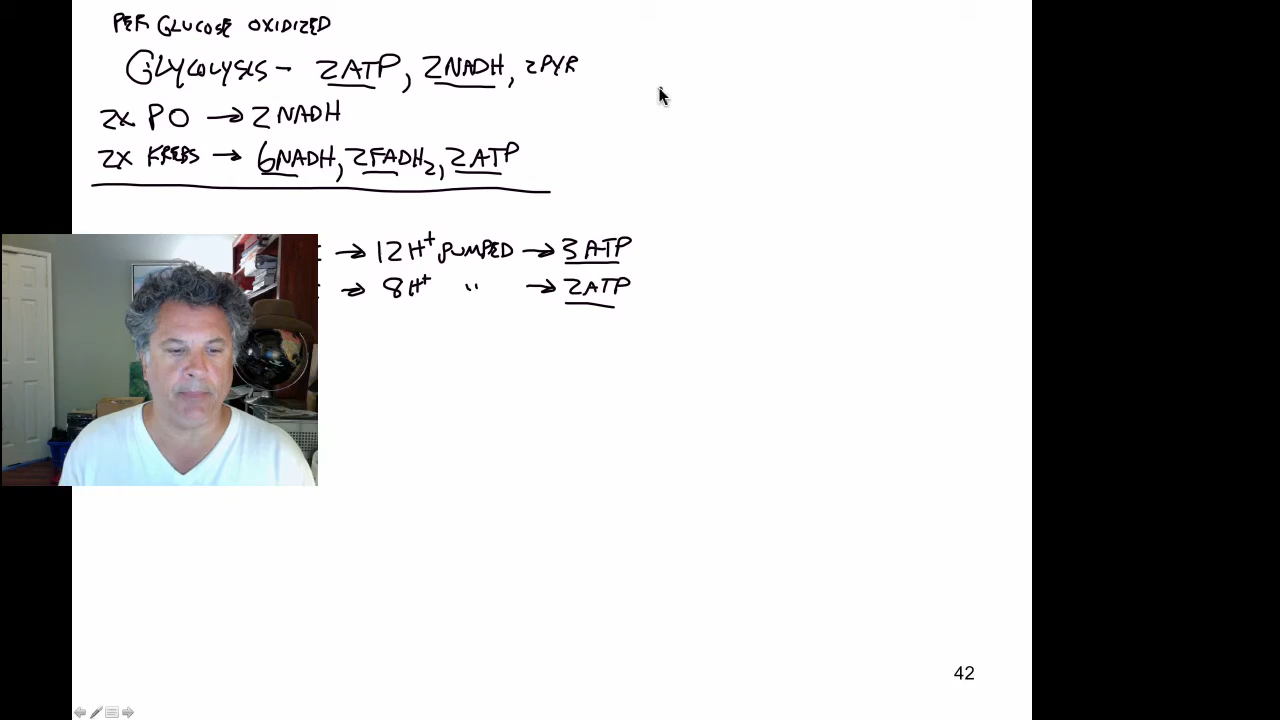 PER GLUCOSE OXIDIZED
GLYCOLYSIS - 2ATP, 2NADH, 2PYR
2X PO → 2NADH
2X KREBS → 6NADH, 2FADH₂, 2ATP
→ 12H⁺ PUMPED → 3ATP
→ 8H⁺ " → 2ATP
42